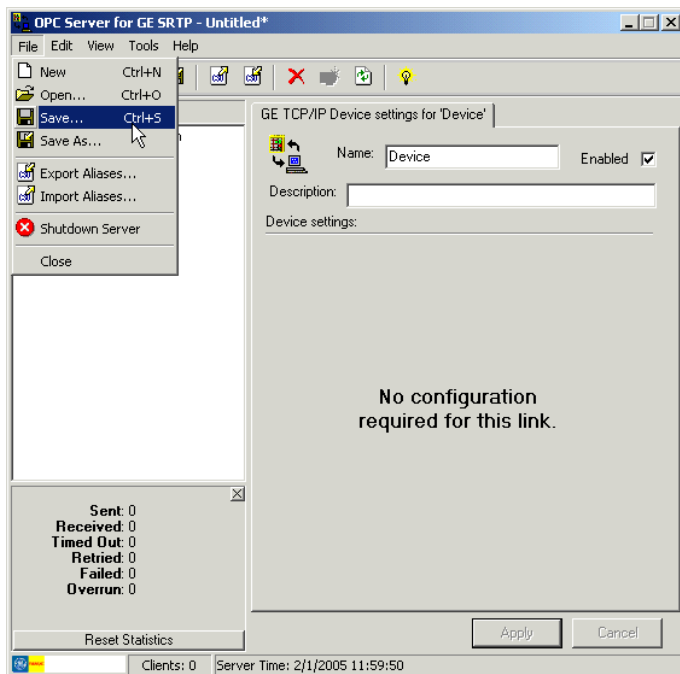 OPC Server for GE SRTP - Untitled*
File Edit View Tools Help
New Ctrl+N
Open... Ctrl+O
Save... Ctrl+S
Save As...
Export Aliases...
Import Aliases...
Shutdown Server
Close
GE TCP/IP Device settings for 'Device'
Name: Device
Enabled
Description:
Device settings:
No configuration
required for this link.
Sent: 0
Received: 0
Timed Out: 0
Retried: 0
Failed: 0
Overrun: 0
Reset Statistics
Apply Cancel
Clients: 0 Server Time: 2/1/2005 11:59:50